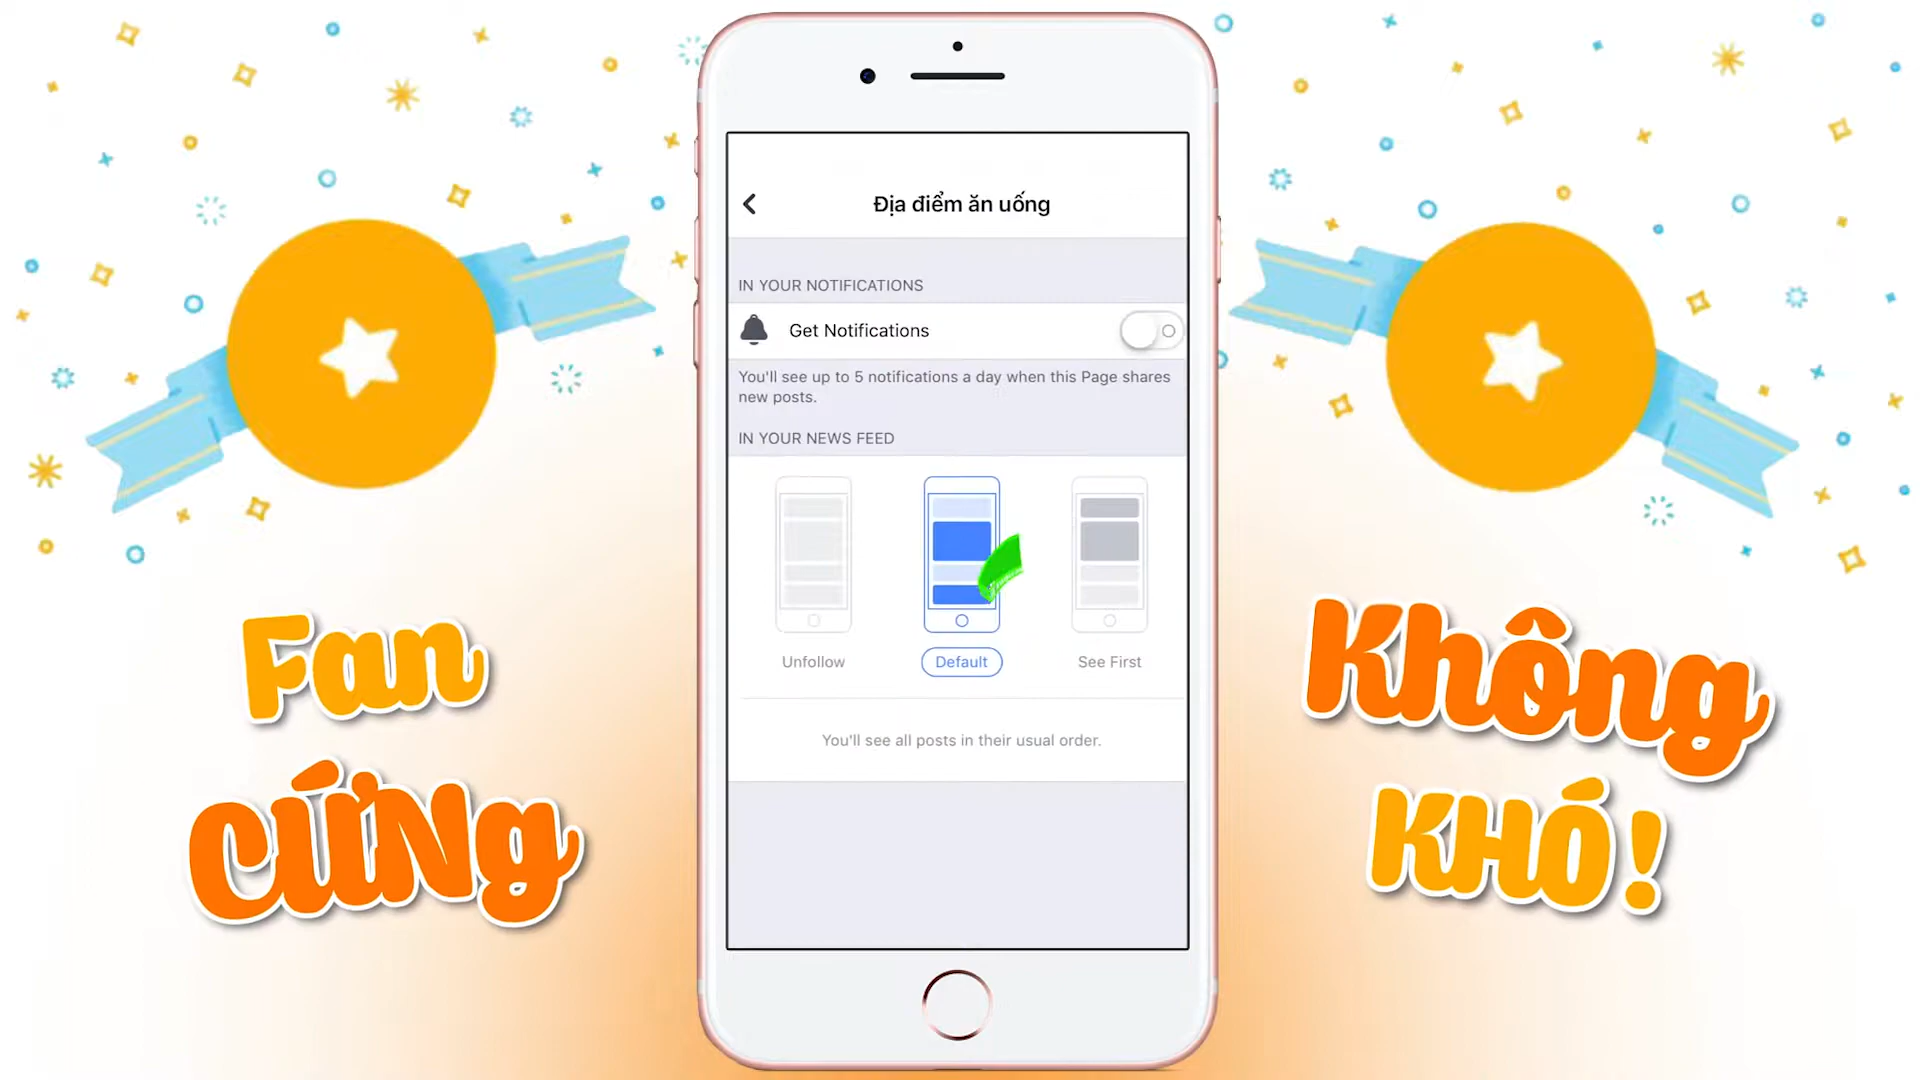 Địa điểm ăn uống
IN YOUR NOTIFICATIONS
Get Notifications
You'll see up to 5 notifications a day when this Page shares
new posts.
IN YOUR NEWS FEED
Unfollow
Default
See First
You'll see all posts in their usual order.
Fan
CỨNg
Không
KHÓ!